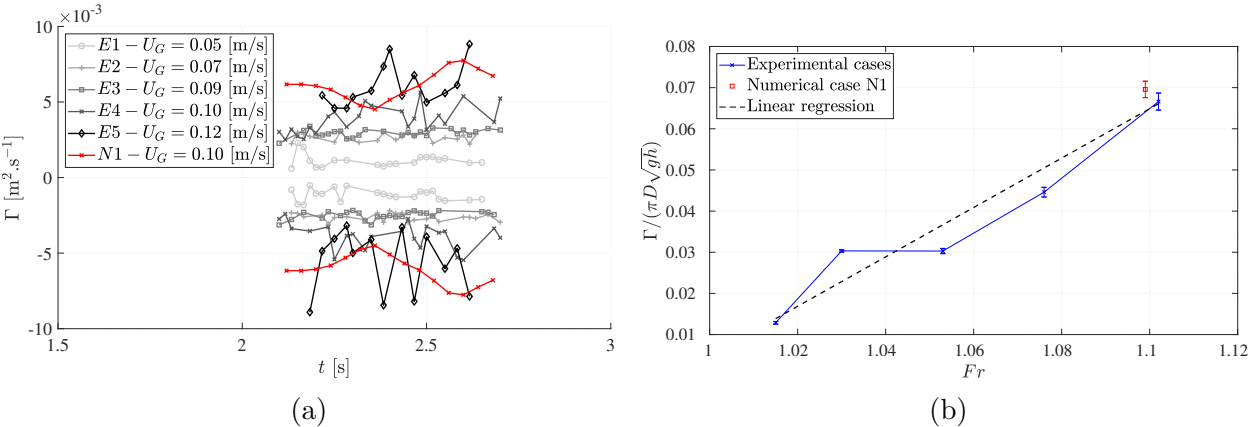 ×10⁻³
10
5
0
-5
-10
Γ [m².s⁻¹]
E1 − U_G = 0.05 [m/s]
E2 − U_G = 0.07 [m/s]
E3 − U_G = 0.09 [m/s]
E4 − U_G = 0.10 [m/s]
E5 − U_G = 0.12 [m/s]
N1 − U_G = 0.10 [m/s]
1.5 2 2.5 3
t [s]
(a)
0.08
0.07
0.06
0.05
0.04
0.03
0.02
0.01
Γ/(πD√gh)
Experimental cases
Numerical case N1
Linear regression
1 1.02 1.04 1.06 1.08 1.1 1.12
Fr
(b)